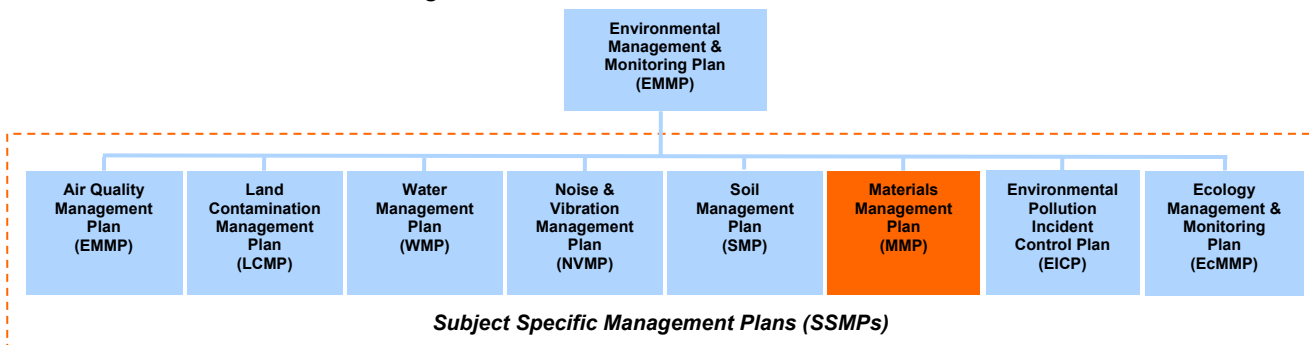 Environmental
Management &
Monitoring Plan
(EMMP)
Air Quality
Management
Plan
(EMMP)
Land
Contamination
Management
Plan
(LCMP)
Water
Management
Plan
(WMP)
Noise &
Vibration
Management
Plan
(NVMP)
Soil
Management
Plan
(SMP)
Materials
Management
Plan
(MMP)
Environmental
Pollution
Incident
Control Plan
(EICP)
Ecology
Management &
Monitoring
Plan
(EcMMP)
Subject Specific Management Plans (SSMPs)